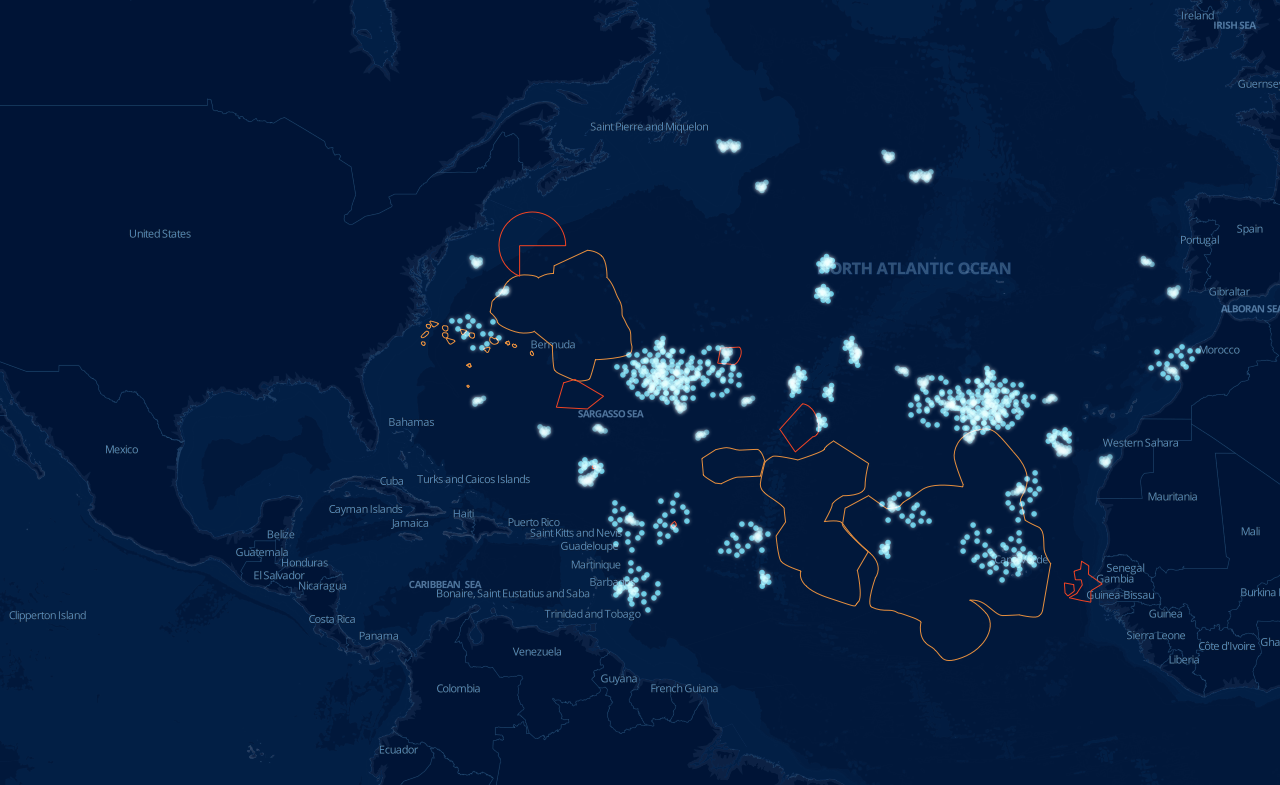 Ireland
IRISH SEA
Guernsey
Saint Pierre and Miquelon
United States
Portugal
Spain
ORTH ATLANTIC OCEAN
Gibraltar
ALBORAN SEA
Bermuda
Morocco
SARGASSO SEA
Bahamas
Mexico
Western Sahara
Cuba
Turks and Caicos Islands
Mauritania
Cayman Islands
Haiti
Jamaica
Puerto Rico
Saint Kitts and Nevis
Mali
Belize
Guadeloupe
Guatemala
Honduras
Martinique
Senegal
El Salvador
Gambia
Nicaragua
CARIBBEAN SEA
Barba
Bonaire, Saint Eustatius and Saba
Guinea-Bissau
Burkina
Clipperton Island
Trinidad and Tobago
Guinea
Costa Rica
Panama
Sierra Leone
Côte d'Ivoire
Gha
Venezuela
Liberia
Guyana
Colombia
French Guiana
Ecuador